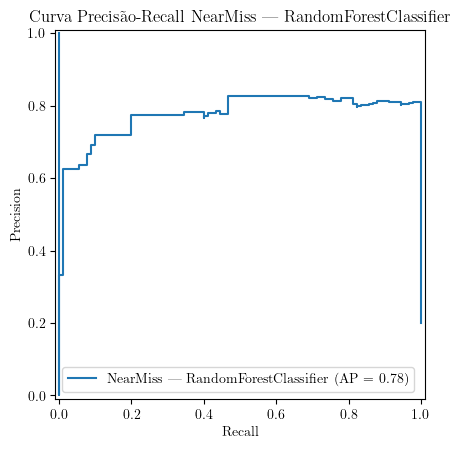 Curva Precisão-Recall NearMiss — RandomForestClassifier
1.0
0.8
0.6
0.4
0.2
0.0
Precision
NearMiss — RandomForestClassifier (AP = 0.78)
0.0 0.2 0.4 0.6 0.8 1.0
Recall